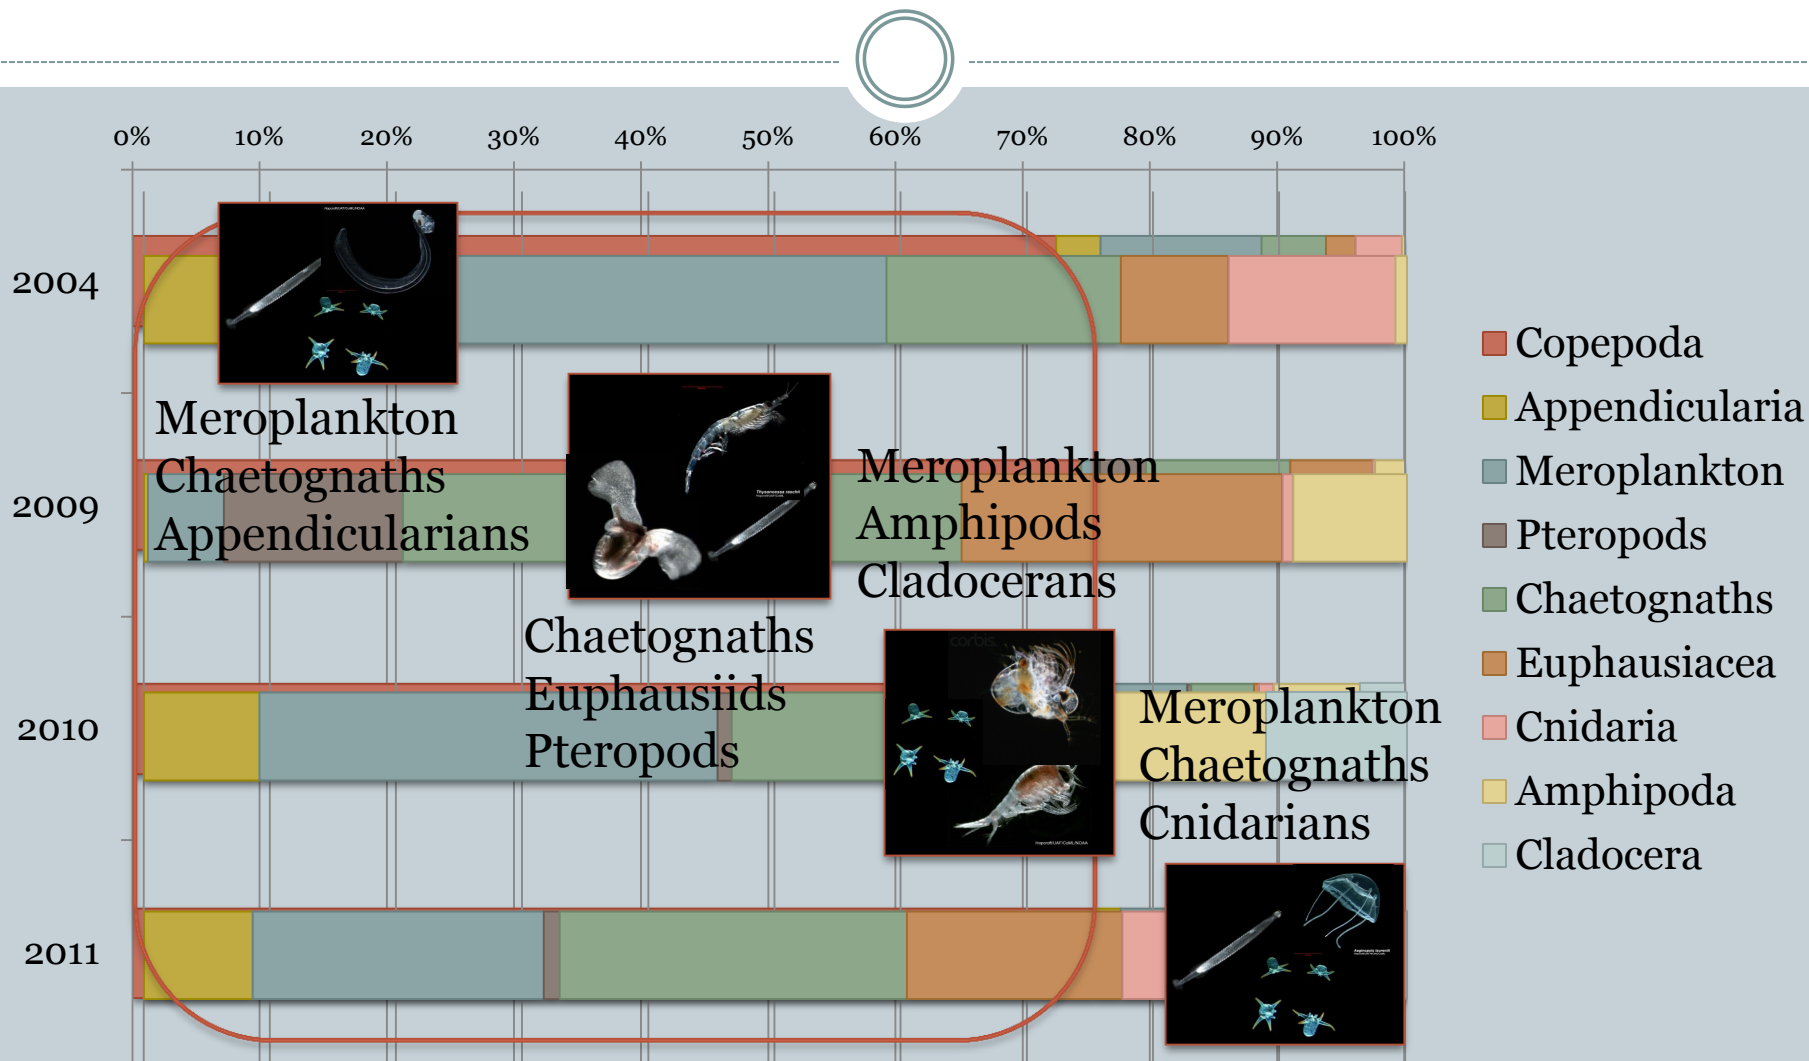 0% 10% 20% 30% 40% 50% 60% 70% 80% 90% 100%
2004
2009
2010
2011
Meroplankton
Chaetognaths
Appendicularians
Chaetognaths
Euphausiids
Pteropods
Meroplankton
Amphipods
Cladocerans
Meroplankton
Chaetognaths
Cnidarians
Copepoda
Appendicularia
Meroplankton
Pteropods
Chaetognaths
Euphausiacea
Cnidaria
Amphipoda
Cladocera
corbis